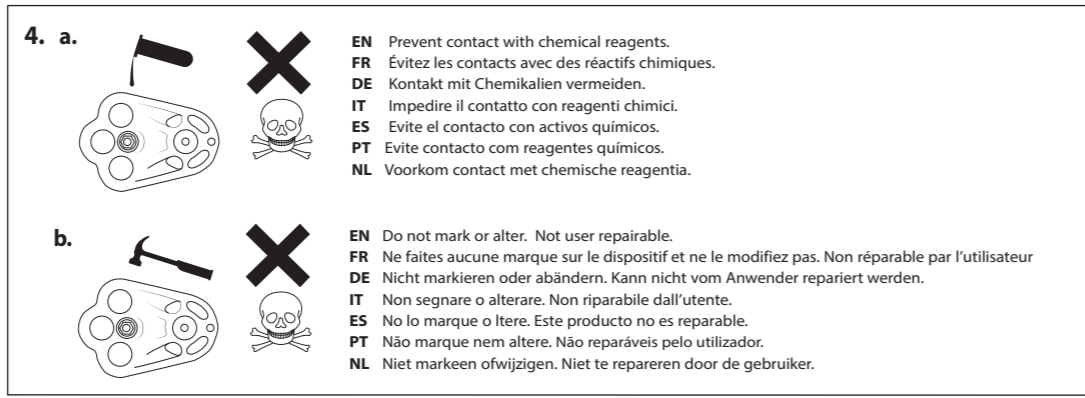 4. a.
EN Prevent contact with chemical reagents.
FR Évitez les contacts avec des réactifs chimiques.
DE Kontakt mit Chemikalien vermeiden.
IT Impedire il contatto con reagenti chimici.
ES Evite el contacto con activos químicos.
PT Evite contacto com reagentes químicos.
NL Voorkom contact met chemische reagentia.
b.
EN Do not mark or alter. Not user repairable.
FR Ne faites aucune marque sur le dispositif et ne le modifiez pas. Non réparable par l'utilisateur
DE Nicht markieren oder abändern. Kann nicht vom Anwender repariert werden.
IT Non segnare o alterare. Non riparabile dall'utente.
ES No lo marque o ltere. Este producto no es reparable.
PT Não marque nem altere. Não reparáveis pelo utilizador.
NL Niet markeen ofwijzigen. Niet te repareren door de gebruiker.